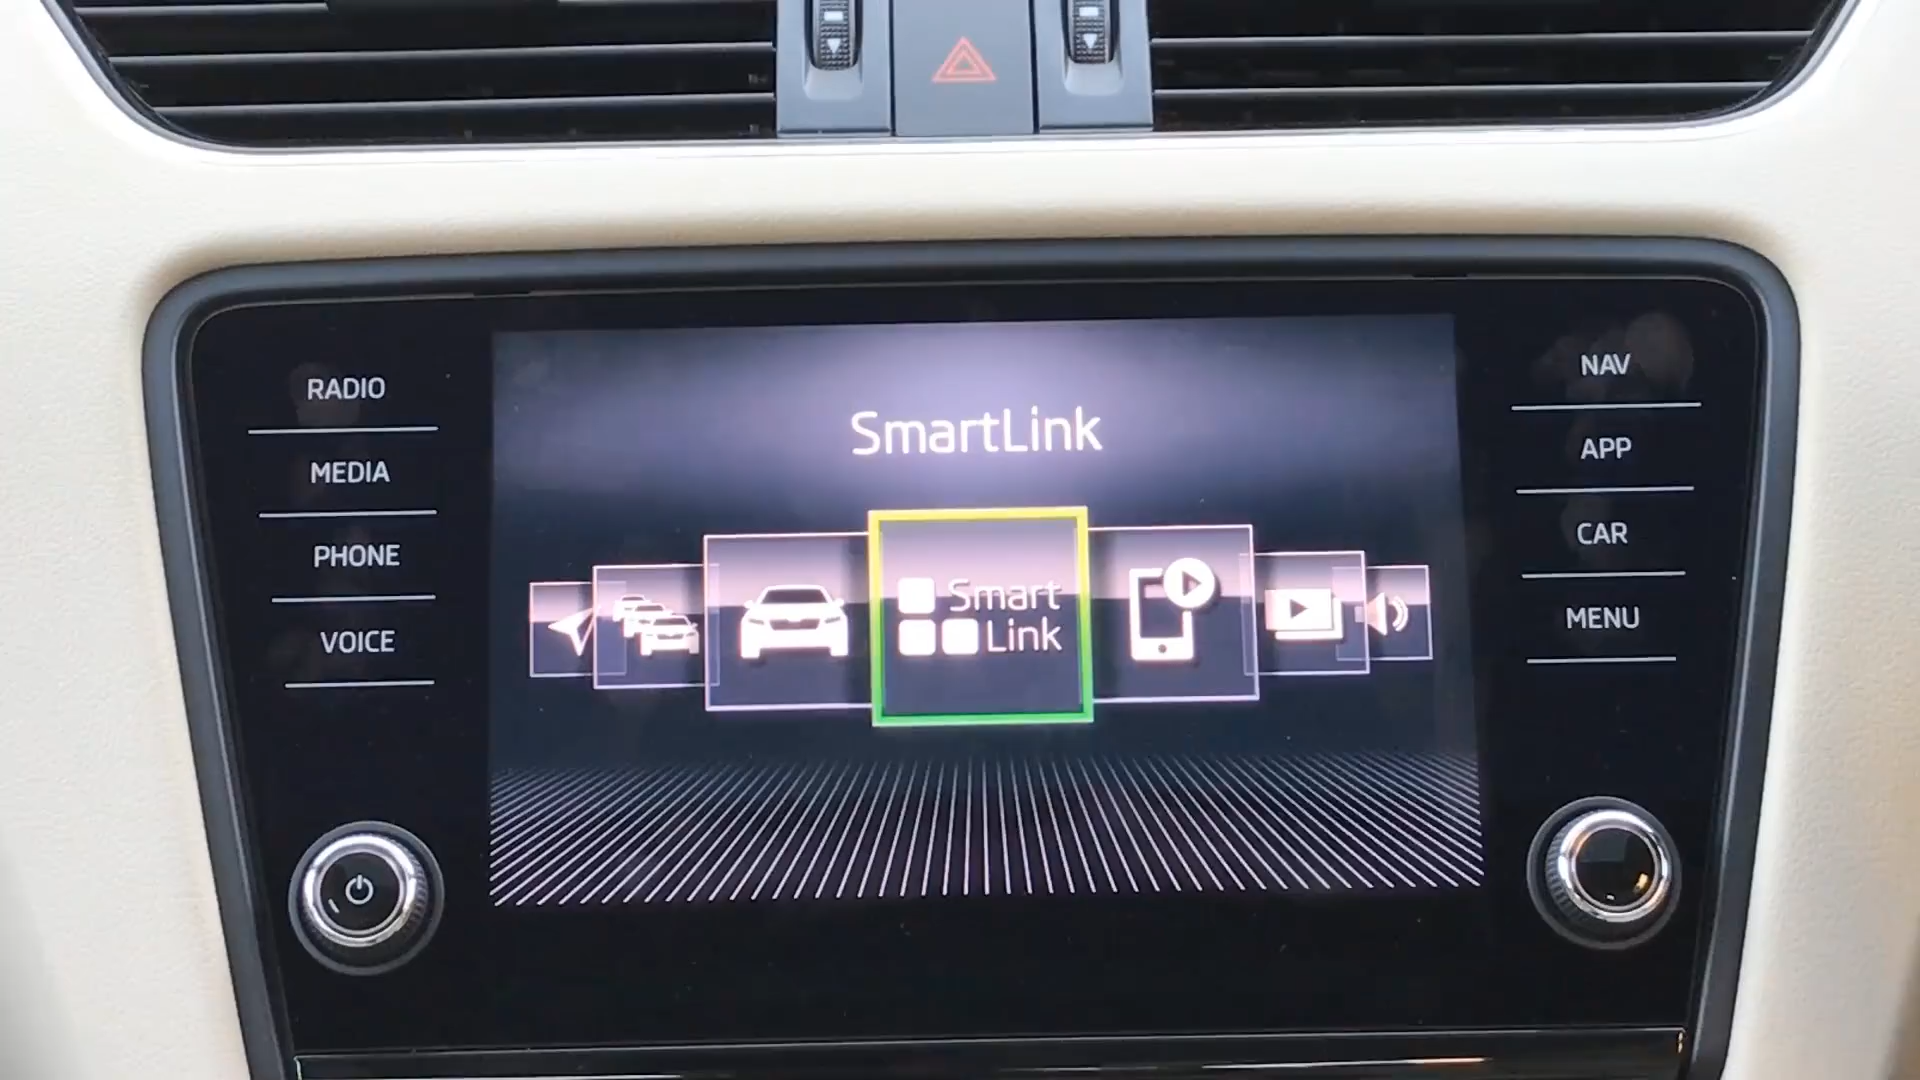 RADIO
MEDIA
PHONE
VOICE
SmartLink
Smart
Link
NAV
APP
CAR
MENU